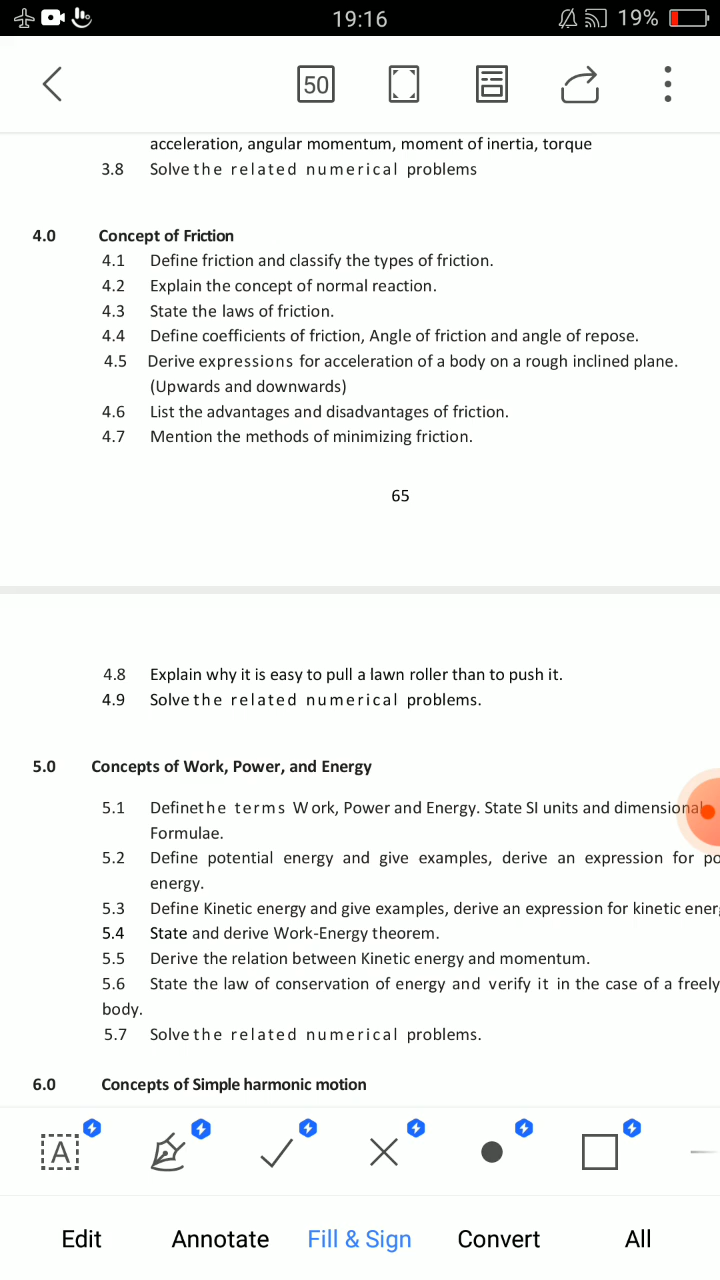 19:16
19%
50
acceleration, angular momentum, moment of inertia, torque
3.8 Solve the related numerical problems
4.0 Concept of Friction
4.1 Define friction and classify the types of friction.
4.2 Explain the concept of normal reaction.
4.3 State the laws of friction.
4.4 Define coefficients of friction, Angle of friction and angle of repose.
4.5 Derive expressions for acceleration of a body on a rough inclined plane.
(Upwards and downwards)
4.6 List the advantages and disadvantages of friction.
4.7 Mention the methods of minimizing friction.
65
4.8 Explain why it is easy to pull a lawn roller than to push it.
4.9 Solve the related numerical problems.
5.0 Concepts of Work, Power, and Energy
5.1 Definethe terms Work, Power and Energy. State SI units and dimensional
Formulae.
5.2 Define potential energy and give examples, derive an expression for po
energy.
5.3 Define Kinetic energy and give examples, derive an expression for kinetic ener
5.4 State and derive Work-Energy theorem.
5.5 Derive the relation between Kinetic energy and momentum.
5.6 State the law of conservation of energy and verify it in the case of a freely
body.
5.7 Solve the related numerical problems.
6.0 Concepts of Simple harmonic motion
A
Edit Annotate Fill & Sign Convert All